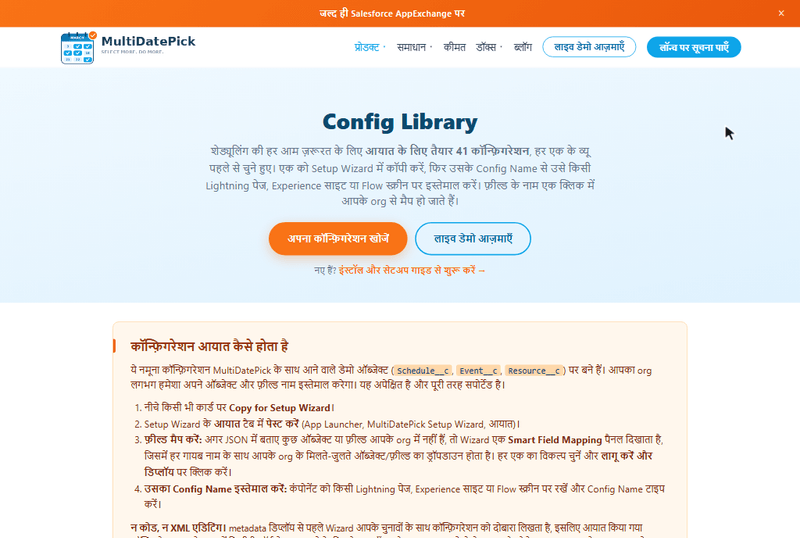 जल्द ही Salesforce AppExchange पर
×
MultiDatePick
SELECT MORE. DO MORE.
प्रोडक्ट
समाधान
कीमत
डॉक्स
ब्लॉग
लाइव डेमो आज़माएँ
लॉन्च पर सूचना पाएँ
Config Library
शेड्यूलिंग की हर आम ज़रूरत के लिए आयात के लिए तैयार 41 कॉन्फ़िगरेशन, हर एक के व्यू
पहले से चुने हुए। एक को Setup Wizard में कॉपी करें, फिर उसके Config Name से उसे किसी
Lightning पेज, Experience साइट या Flow स्क्रीन पर इस्तेमाल करें। फ़ील्ड के नाम एक क्लिक में
आपके org से मैप हो जाते हैं।
अपना कॉन्फ़िगरेशन खोजें
लाइव डेमो आज़माएँ
नए हैं? इंस्टॉल और सेटअप गाइड से शुरू करें →
कॉन्फ़िगरेशन आयात कैसे होता है
ये नमूना कॉन्फ़िगरेशन MultiDatePick के साथ आने वाले डेमो ऑब्जेक्ट (Schedule__c, Event__c, Resource__c) पर बने हैं। आपका org
लगभग हमेशा अपने ऑब्जेक्ट और फ़ील्ड नाम इस्तेमाल करेगा। यह अपेक्षित है और पूरी तरह सपोर्टेड है।
1. नीचे किसी भी कार्ड पर Copy for Setup Wizard।
2. Setup Wizard के आयात टैब में पेस्ट करें (App Launcher, MultiDatePick Setup Wizard, आयात)।
3. फ़ील्ड मैप करें: अगर JSON में बताए कुछ ऑब्जेक्ट या फ़ील्ड आपके org में नहीं हैं, तो Wizard एक Smart Field Mapping पैनल दिखाता है,
जिसमें हर गायब नाम के साथ आपके org के मिलते-जुलते ऑब्जेक्ट/फ़ील्ड का ड्रॉपडाउन होता है। हर एक का विकल्प चुनें और लागू करें और
डिप्लॉय पर क्लिक करें।
4. उसका Config Name इस्तेमाल करें: कंपोनेंट को किसी Lightning पेज, Experience साइट या Flow स्क्रीन पर रखें और Config Name टाइप
करें।
न कोड, न XML एडिटिंग। metadata डिप्लॉय से पहले Wizard आपके चुनावों के साथ कॉन्फ़िगरेशन को दोबारा लिखता है, इसलिए आयात किया गया